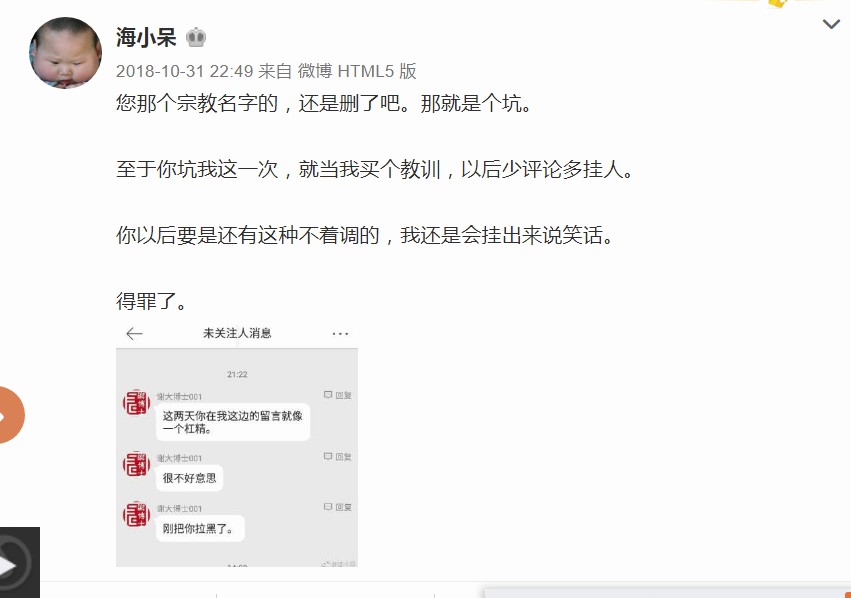 海小呆
2018-10-31 22:49 来自 微博 HTML5 版
您那个宗教名字的，还是删了吧。那就是个坑。
至于你坑我这一次，就当我买个教训，以后少评论多挂人。
你以后要是还有这种不着调的，我还是会挂出来说笑话。
得罪了。
未关注人消息
21:22
谢大博士001
回复
这两天你在我这边的留言就像
一个杠精。
谢大博士001
回复
很不好意思
谢大博士001
回复
刚把你拉黑了。